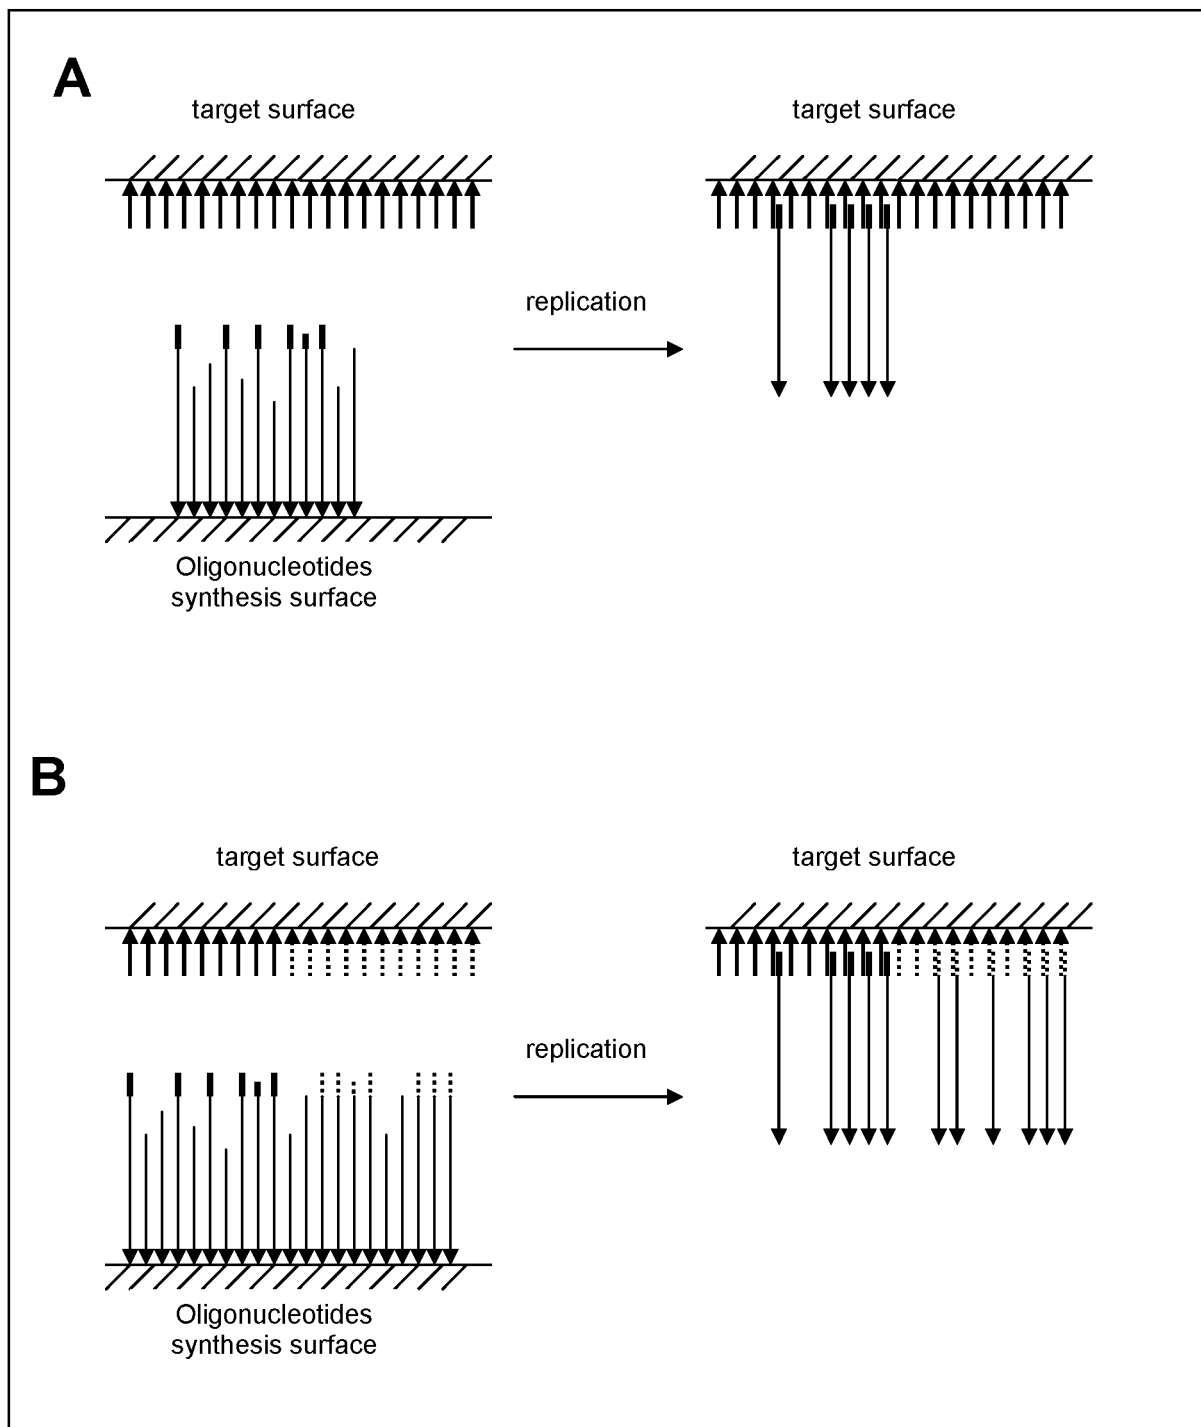 A
target surface
target surface
replication
Oligonucleotides
synthesis surface
B
target surface
target surface
replication
Oligonucleotides
synthesis surface